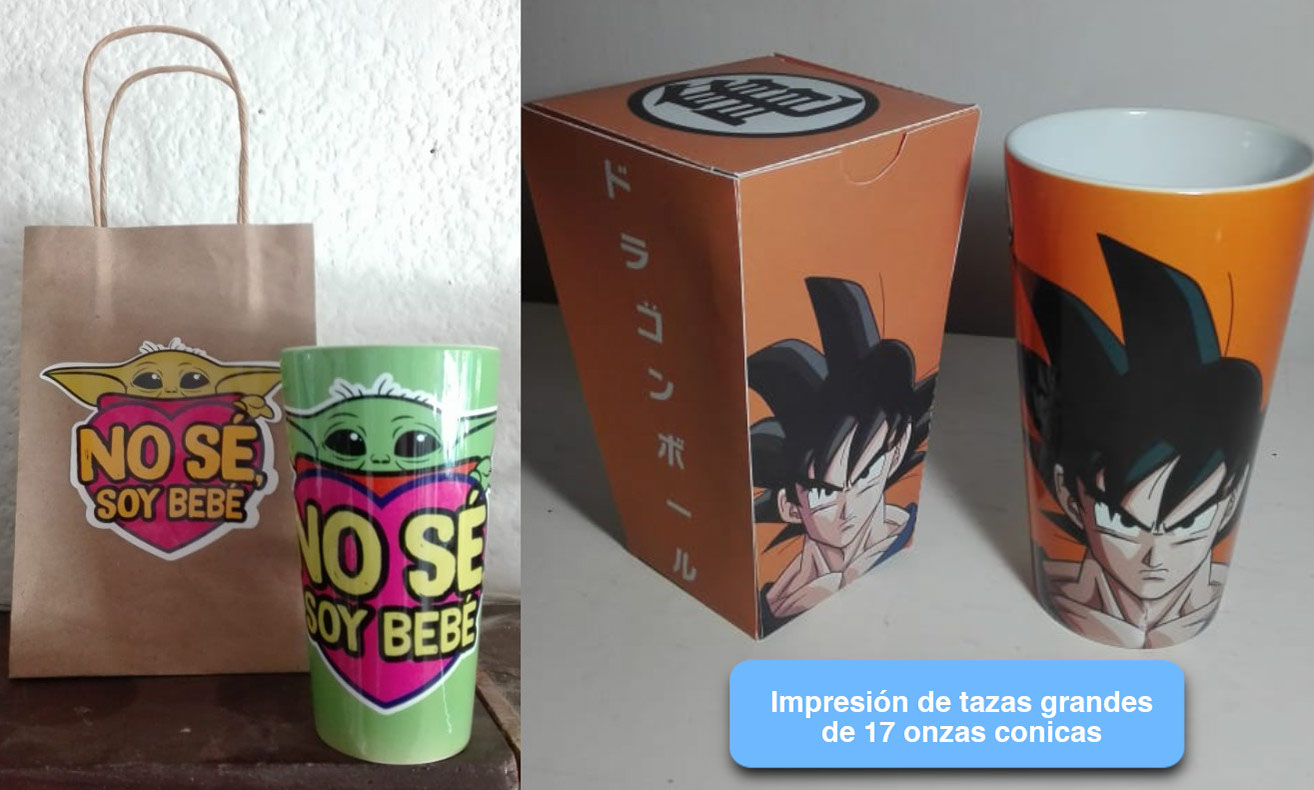 NO SÉ,
SOY BEBÉ
NO SÉ
SOY BEBÉ
ドラゴンボール
Impresión de tazas grandes
de 17 onzas conicas